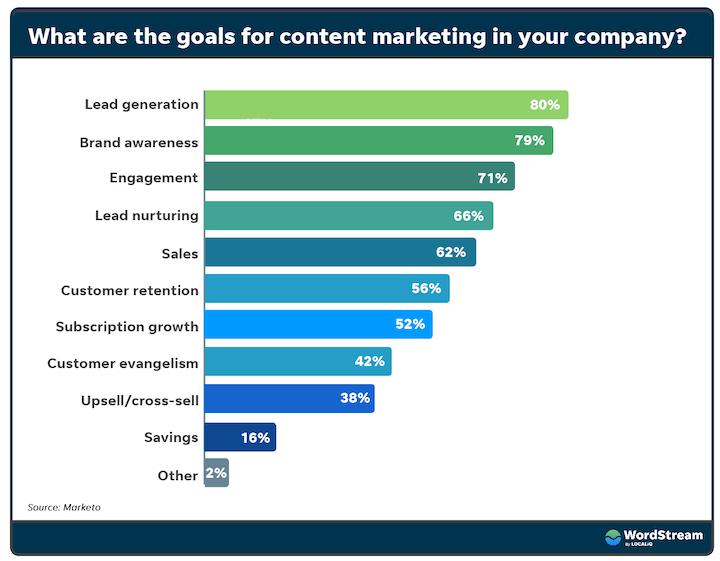 What are the goals for content marketing in your company?
Lead generation 80%
Brand awareness 79%
Engagement 71%
Lead nurturing 66%
Sales 62%
Customer retention 56%
Subscription growth 52%
Customer evangelism 42%
Upsell/cross-sell 38%
Savings 16%
Other 2%
Source: Marketo
WordStream
By LOCALiQ